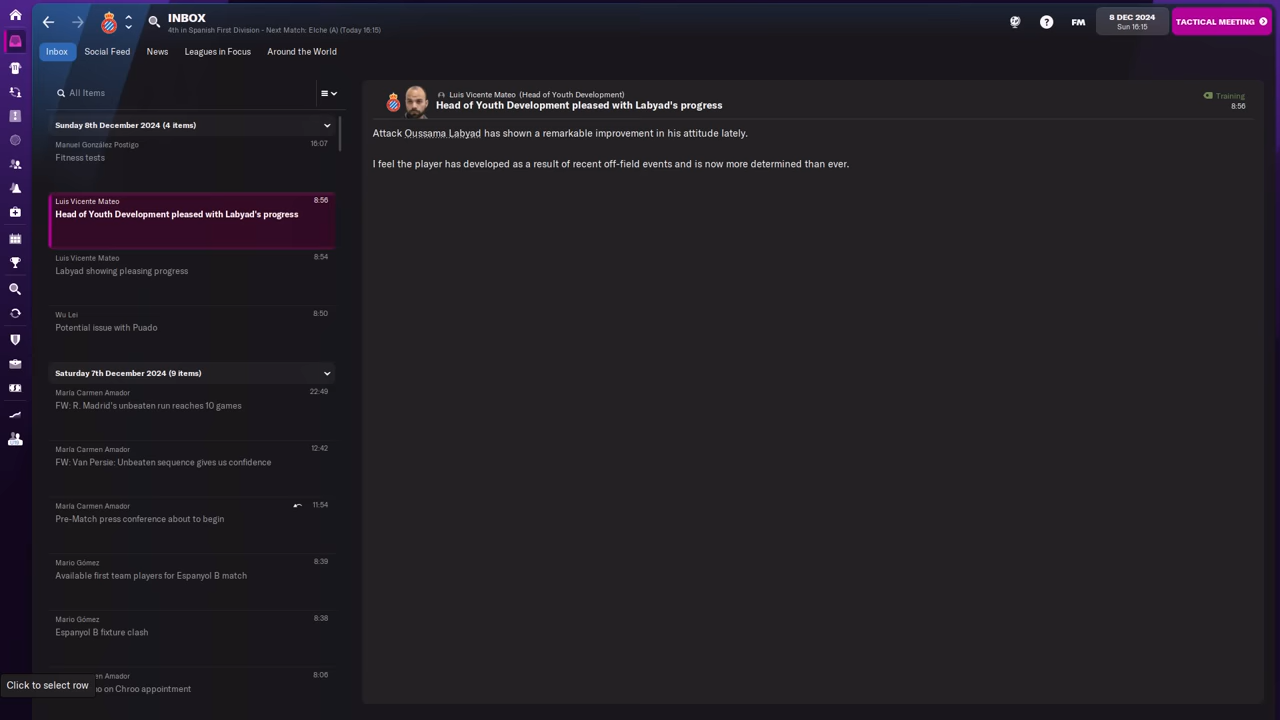 INBOX
4th in Spanish First Division - Next Match: Elche (A) (Today 16:15)
FM
8 DEC 2024
Sun 16:15
TACTICAL MEETING
Inbox
Social Feed
News
Leagues in Focus
Around the World
All Items
Sunday 8th December 2024 (4 items)
Manuel González Postigo
16:07
Fitness tests
Luis Vicente Mateo
8:56
Head of Youth Development pleased with Labyad's progress
Luis Vicente Mateo
8:54
Labyad showing pleasing progress
Wu Lei
8:50
Potential issue with Puado
Saturday 7th December 2024 (9 items)
María Carmen Amador
22:49
FW: R. Madrid's unbeaten run reaches 10 games
María Carmen Amador
12:42
FW: Van Persie: Unbeaten sequence gives us confidence
María Carmen Amador
11:54
Pre-Match press conference about to begin
Mario Gómez
8:39
Available first team players for Espanyol B match
Mario Gómez
8:38
Espanyol B fixture clash
en Amador
8:06
on Chroo appointment
Click to select row
Luis Vicente Mateo (Head of Youth Development)
Head of Youth Development pleased with Labyad's progress
Training
8:56
Attack Oussama Labyad has shown a remarkable improvement in his attitude lately.
I feel the player has developed as a result of recent off-field events and is now more determined than ever.